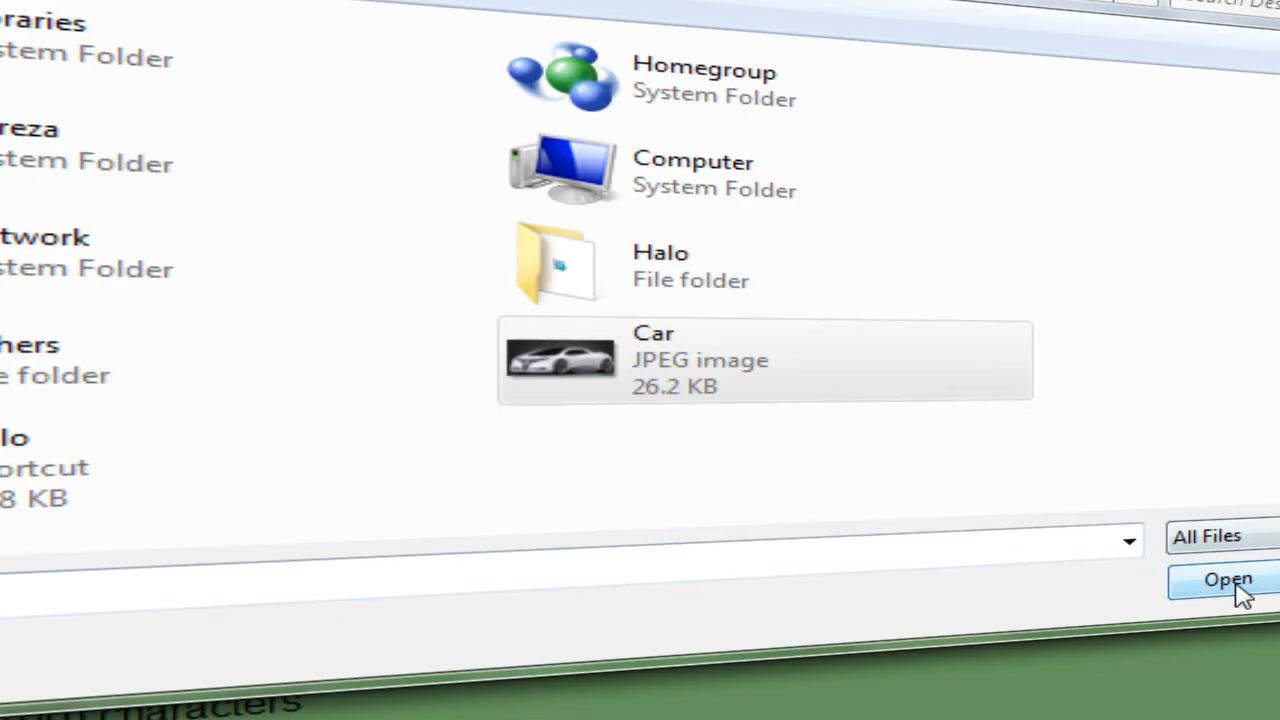 Search Des
raries
stem Folder
reza
stem Folder
twork
stem Folder
hers
e folder
lo
ortcut
8 KB
Homegroup
System Folder
Computer
System Folder
Halo
File folder
Car
JPEG image
26.2 KB
All Files
Open
characters